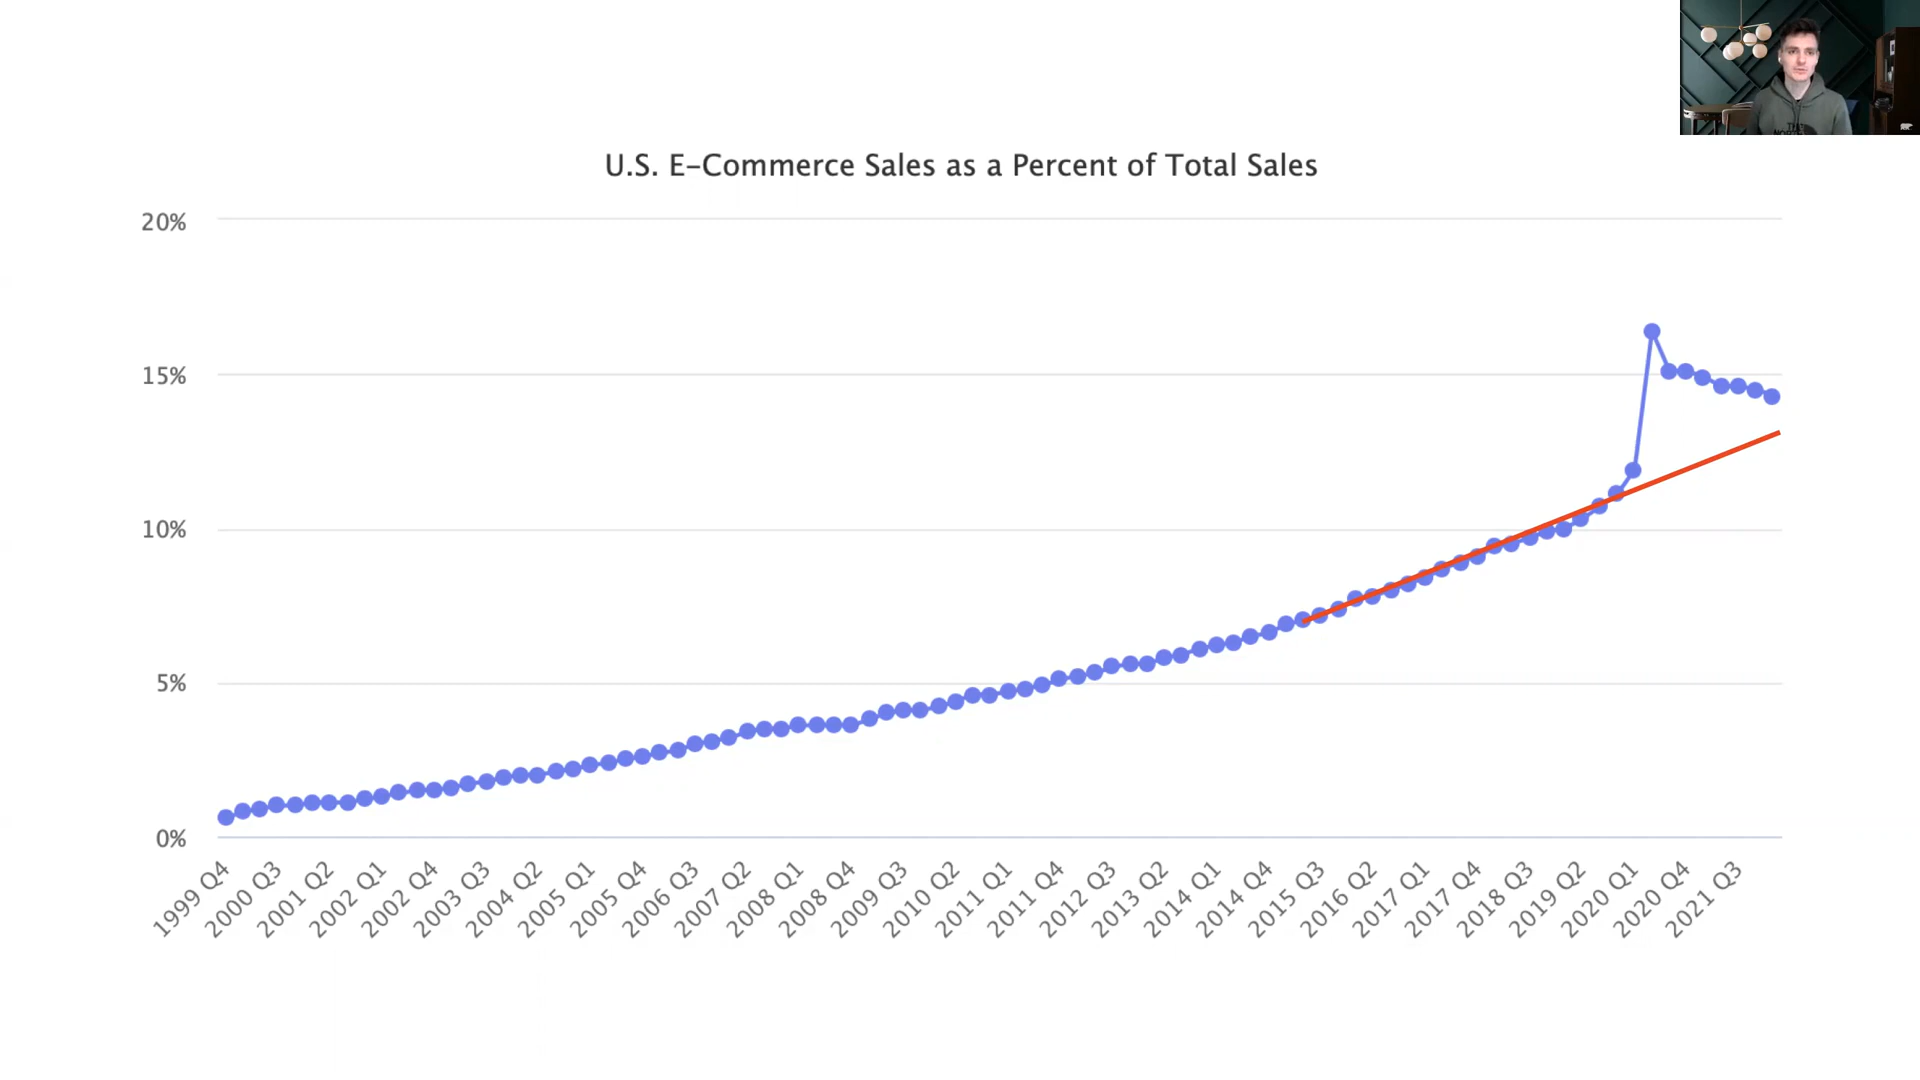 U.S. E-Commerce Sales as a Percent of Total Sales
20%
15%
10%
5%
0%
1999 Q4
2000 Q3
2001 Q2
2002 Q1
2002 Q4
2003 Q3
2004 Q2
2005 Q1
2005 Q4
2006 Q3
2007 Q2
2008 Q1
2008 Q4
2009 Q3
2010 Q2
2011 Q1
2011 Q4
2012 Q3
2013 Q2
2014 Q1
2014 Q4
2015 Q3
2016 Q2
2017 Q1
2017 Q4
2018 Q3
2019 Q2
2020 Q1
2020 Q4
2021 Q3
THE
NORTH